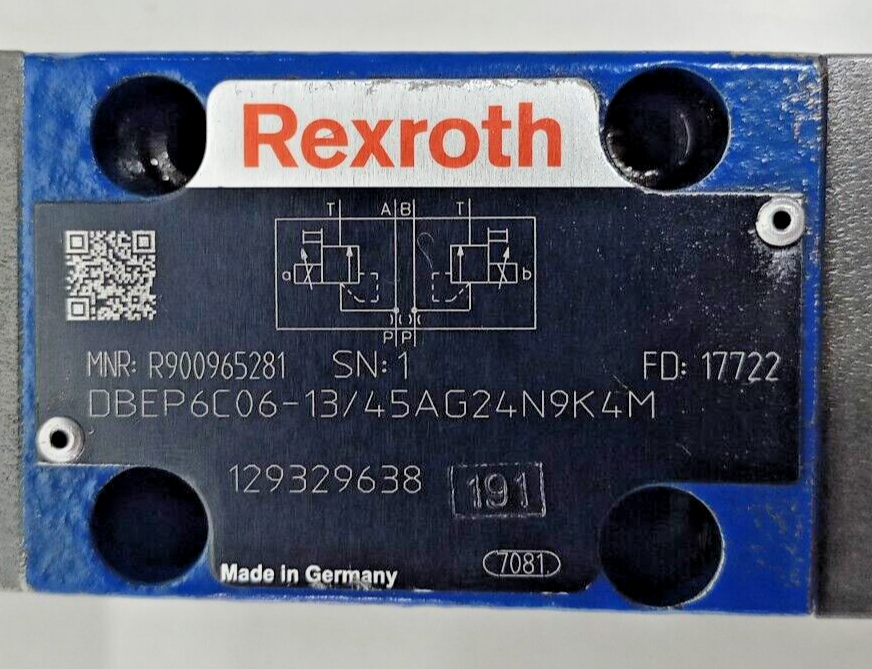 Rexroth
T A B T
a b
P P
MNR: R900965281 SN: 1 FD: 17722
DBEP6C06-13/45AG24N9K4M
129329638 191
Made in Germany 7081